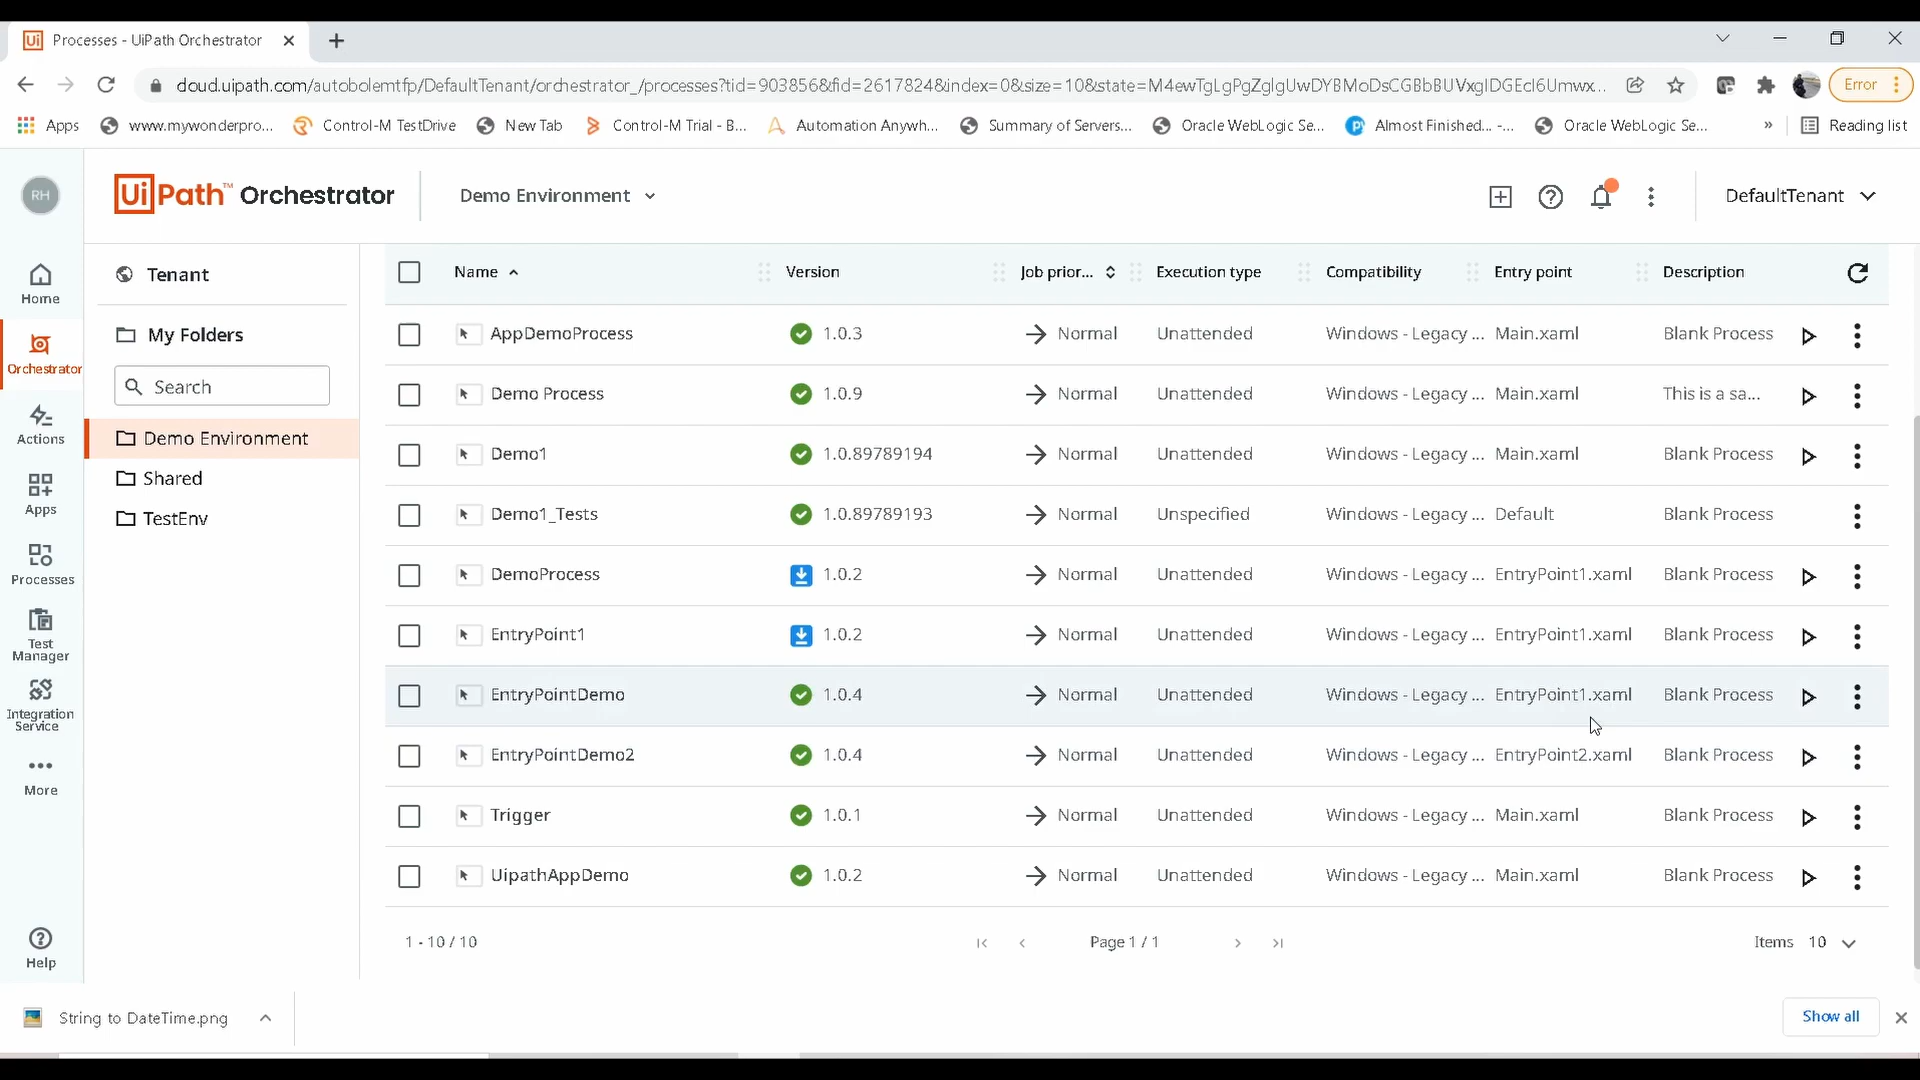 Processes - UiPath Orchestrator
cloud.uipath.com/autobolemtfp/DefaultTenant/orchestrator_/processes?tid=903856&fid=2617824&index=0&size=10&state=M4ewTgLgPgZglgUwDYBMoDsCGBbBUVxgIDGEcl6Umwx...
Error
Apps www.mywonderpro... Control-M TestDrive New Tab Control-M Trial - B... Automation Anywh... Summary of Servers... Oracle WebLogic Se... Almost Finished... -... Oracle WebLogic Se... » Reading list
RH UiPath™ Orchestrator Demo Environment DefaultTenant
Home
Orchestrator
Actions
Apps
Processes
Test
Manager
Integration
Service
More
Help
Tenant
My Folders
Search
Demo Environment
Shared
TestEnv
Name Version Job prior... Execution type Compatibility Entry point Description
AppDemoProcess 1.0.3 Normal Unattended Windows - Legacy ... Main.xaml Blank Process
Demo Process 1.0.9 Normal Unattended Windows - Legacy ... Main.xaml This is a sa...
Demo1 1.0.89789194 Normal Unattended Windows - Legacy ... Main.xaml Blank Process
Demo1_Tests 1.0.89789193 Normal Unspecified Windows - Legacy ... Default Blank Process
DemoProcess 1.0.2 Normal Unattended Windows - Legacy ... EntryPoint1.xaml Blank Process
EntryPoint1 1.0.2 Normal Unattended Windows - Legacy ... EntryPoint1.xaml Blank Process
EntryPointDemo 1.0.4 Normal Unattended Windows - Legacy ... EntryPoint1.xaml Blank Process
EntryPointDemo2 1.0.4 Normal Unattended Windows - Legacy ... EntryPoint2.xaml Blank Process
Trigger 1.0.1 Normal Unattended Windows - Legacy ... Main.xaml Blank Process
UipathAppDemo 1.0.2 Normal Unattended Windows - Legacy ... Main.xaml Blank Process
1 - 10 / 10 Page 1 / 1 Items 10
String to DateTime.png Show all